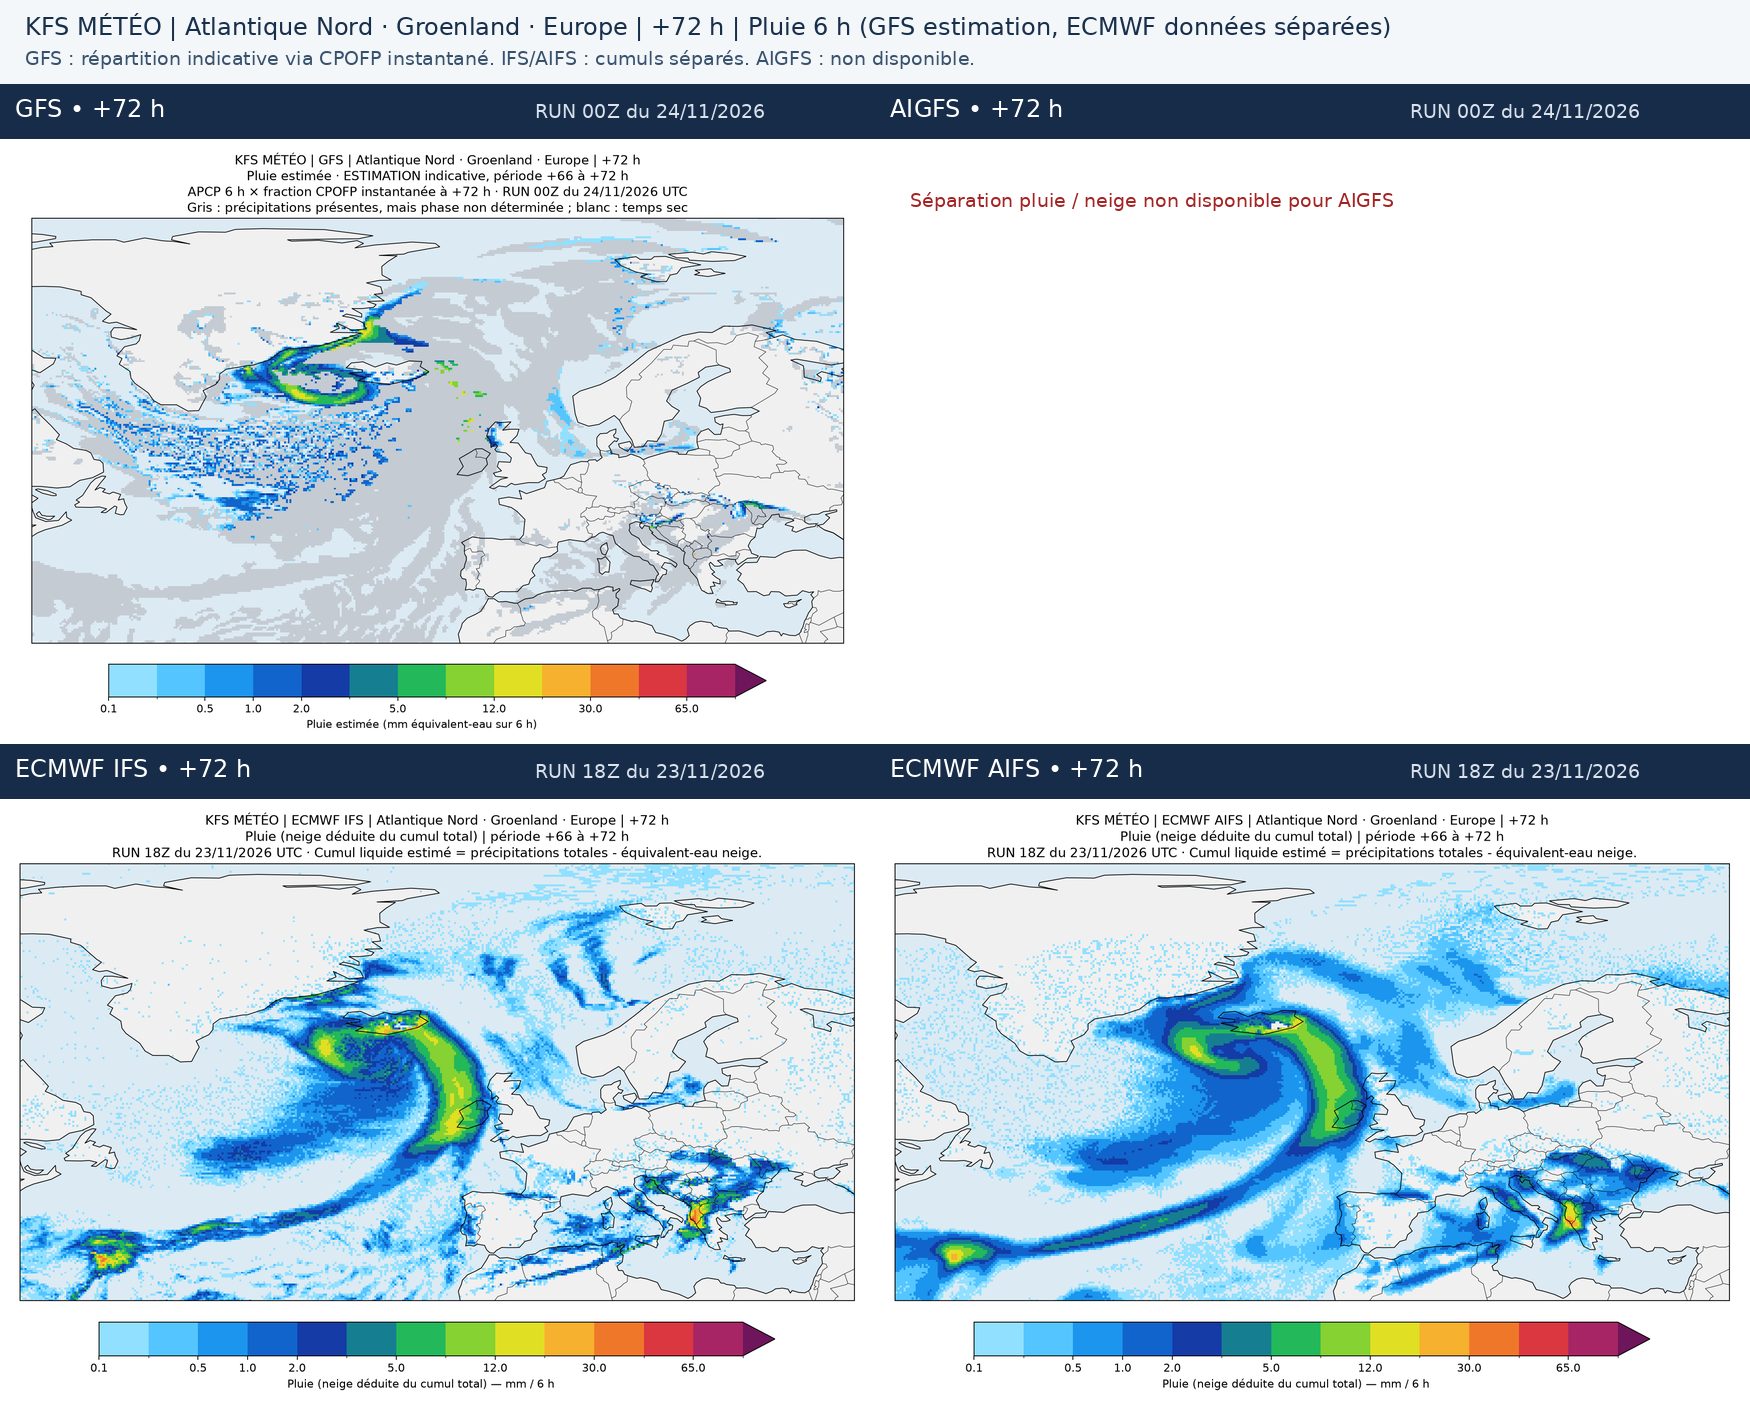 KFS MÉTÉO | Atlantique Nord · Groenland · Europe | +72 h | Pluie 6 h (GFS estimation, ECMWF données séparées)
GFS : répartition indicative via CPOFP instantané. IFS/AIFS : cumuls séparés. AIGFS : non disponible.
GFS • +72 h
RUN 00Z du 24/11/2026
AIGFS • +72 h
RUN 00Z du 24/11/2026
KFS MÉTÉO | GFS | Atlantique Nord · Groenland · Europe | +72 h
Pluie estimée · ESTIMATION indicative, période +66 à +72 h
APCP 6 h × fraction CPOFP instantanée à +72 h · RUN 00Z du 24/11/2026 UTC
Gris : précipitations présentes, mais phase non déterminée ; blanc : temps sec
Séparation pluie / neige non disponible pour AIGFS
0.1 0.5 1.0 2.0 5.0 12.0 30.0 65.0
Pluie estimée (mm équivalent-eau sur 6 h)
ECMWF IFS • +72 h
RUN 18Z du 23/11/2026
ECMWF AIFS • +72 h
RUN 18Z du 23/11/2026
KFS MÉTÉO | ECMWF IFS | Atlantique Nord · Groenland · Europe | +72 h
Pluie (neige déduite du cumul total) | période +66 à +72 h
RUN 18Z du 23/11/2026 UTC · Cumul liquide estimé = précipitations totales - équivalent-eau neige.
0.1 0.5 1.0 2.0 5.0 12.0 30.0 65.0
Pluie (neige déduite du cumul total) — mm / 6 h
KFS MÉTÉO | ECMWF AIFS | Atlantique Nord · Groenland · Europe | +72 h
Pluie (neige déduite du cumul total) | période +66 à +72 h
RUN 18Z du 23/11/2026 UTC · Cumul liquide estimé = précipitations totales - équivalent-eau neige.
0.1 0.5 1.0 2.0 5.0 12.0 30.0 65.0
Pluie (neige déduite du cumul total) — mm / 6 h